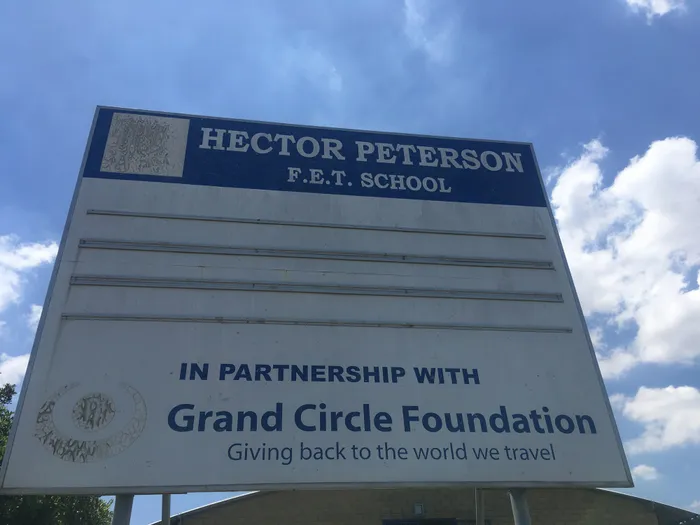 HECTOR PETERSON
F.E.T. SCHOOL
IN PARTNERSHIP WITH
Grand Circle Foundation
Giving back to the world we travel